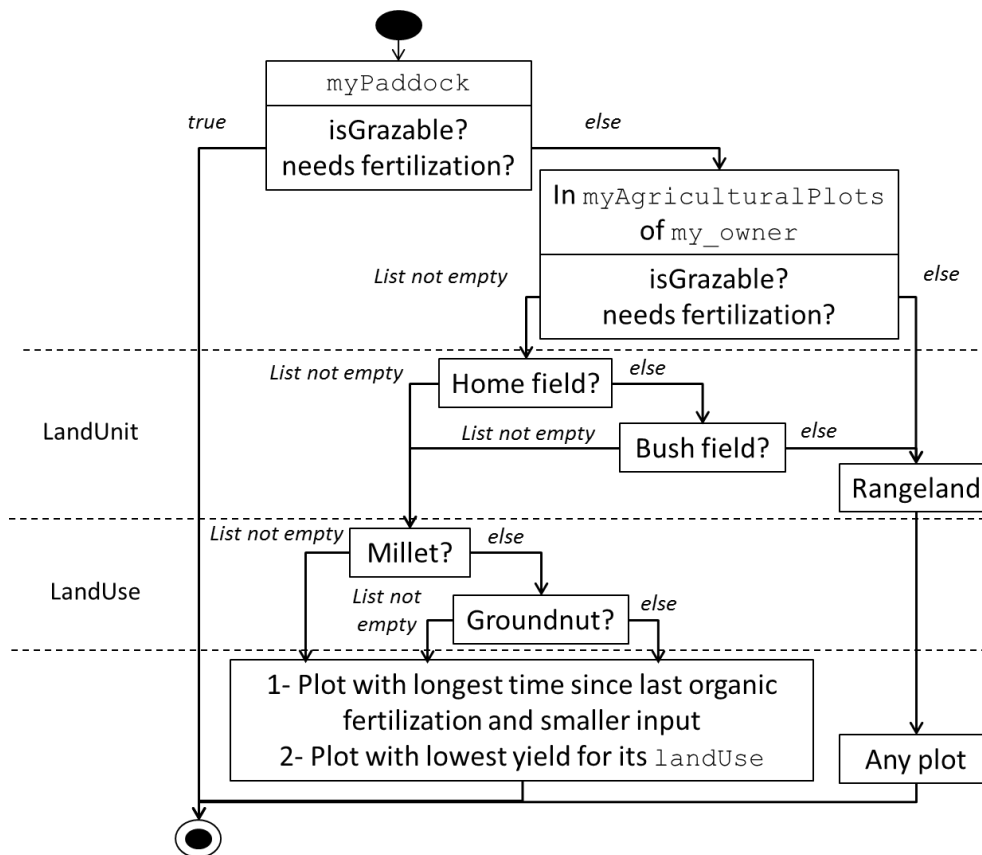 myPaddock
true
isGrazable?
needs fertilization?
else
In myAgriculturalPlots
of my_owner
List not empty
isGrazable?
needs fertilization?
else
List not empty
Home field?
else
LandUnit
List not empty
Bush field?
else
Rangeland
List not empty
Millet?
else
LandUse
List not
empty
Groundnut?
else
1- Plot with longest time since last organic
fertilization and smaller input
2- Plot with lowest yield for its landUse
Any plot